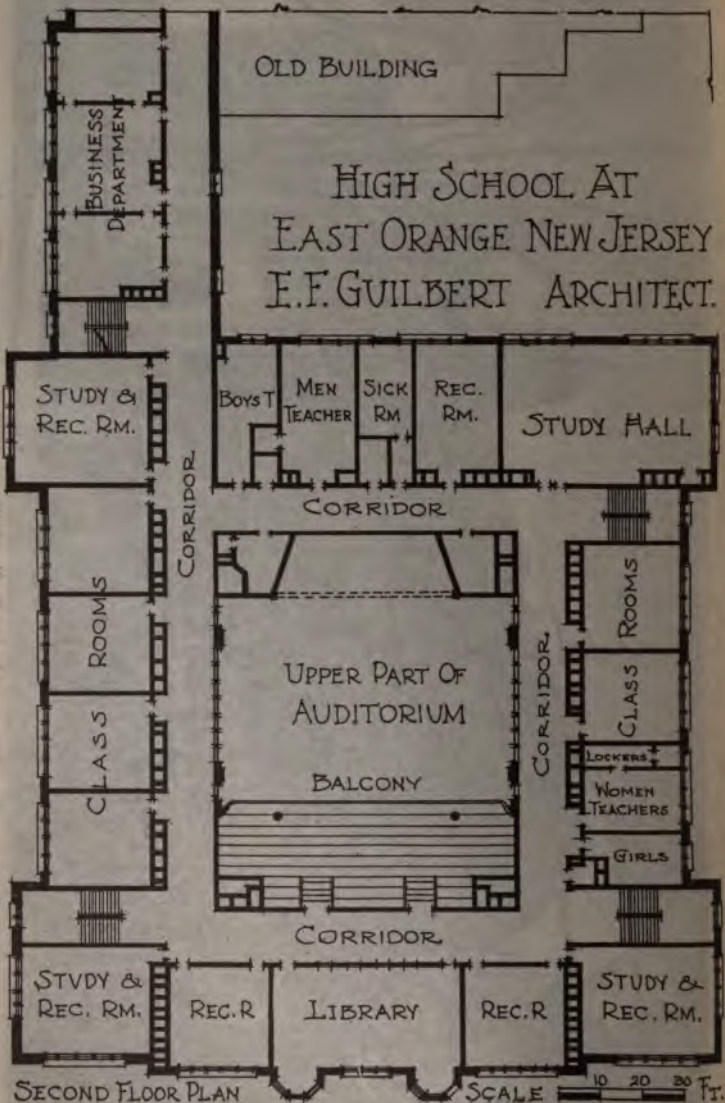 OLD BUILDING
HIGH SCHOOL AT
EAST ORANGE NEW JERSEY
E.F. GUILBERT ARCHITECT.
BUSINESS
DEPARTMENT
STUDY &
REC. RM.
BOYS T
MEN
TEACHER
SICK
RM
REC.
RM.
STUDY HALL
CORRIDOR
CORRIDOR
CLASS ROOMS
UPPER PART OF
AUDITORIUM
BALCONY
CORRIDOR
CLASS ROOMS
LOCKERS
WOMEN
TEACHERS
GIRLS
CORRIDOR
STUDY &
REC. RM.
REC. R
LIBRARY
REC. R
STUDY &
REC. RM.
SECOND FLOOR PLAN
SCALE 10 20 30 FT.